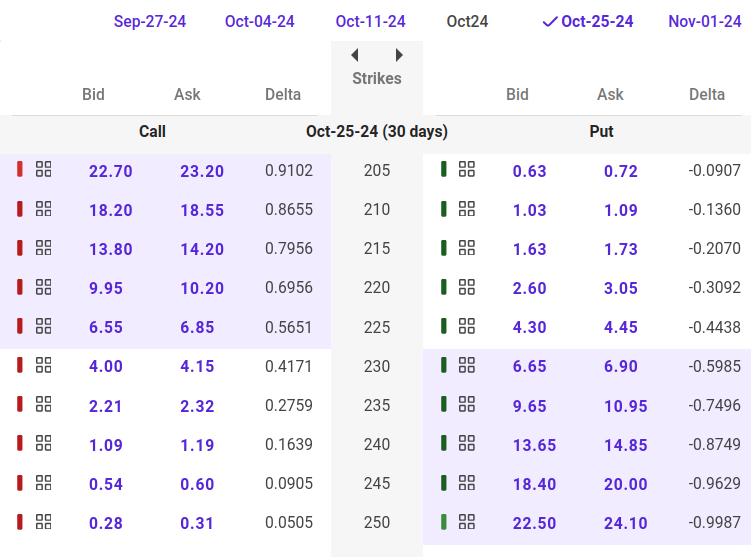 Sep-27-24 Oct-04-24 Oct-11-24 Oct24 Oct-25-24 Nov-01-24
Strikes
Bid Ask Delta Bid Ask Delta
Call Oct-25-24 (30 days) Put
22.70 23.20 0.9102 205 0.63 0.72 -0.0907
18.20 18.55 0.8655 210 1.03 1.09 -0.1360
13.80 14.20 0.7956 215 1.63 1.73 -0.2070
9.95 10.20 0.6956 220 2.60 3.05 -0.3092
6.55 6.85 0.5651 225 4.30 4.45 -0.4438
4.00 4.15 0.4171 230 6.65 6.90 -0.5985
2.21 2.32 0.2759 235 9.65 10.95 -0.7496
1.09 1.19 0.1639 240 13.65 14.85 -0.8749
0.54 0.60 0.0905 245 18.40 20.00 -0.9629
0.28 0.31 0.0505 250 22.50 24.10 -0.9987